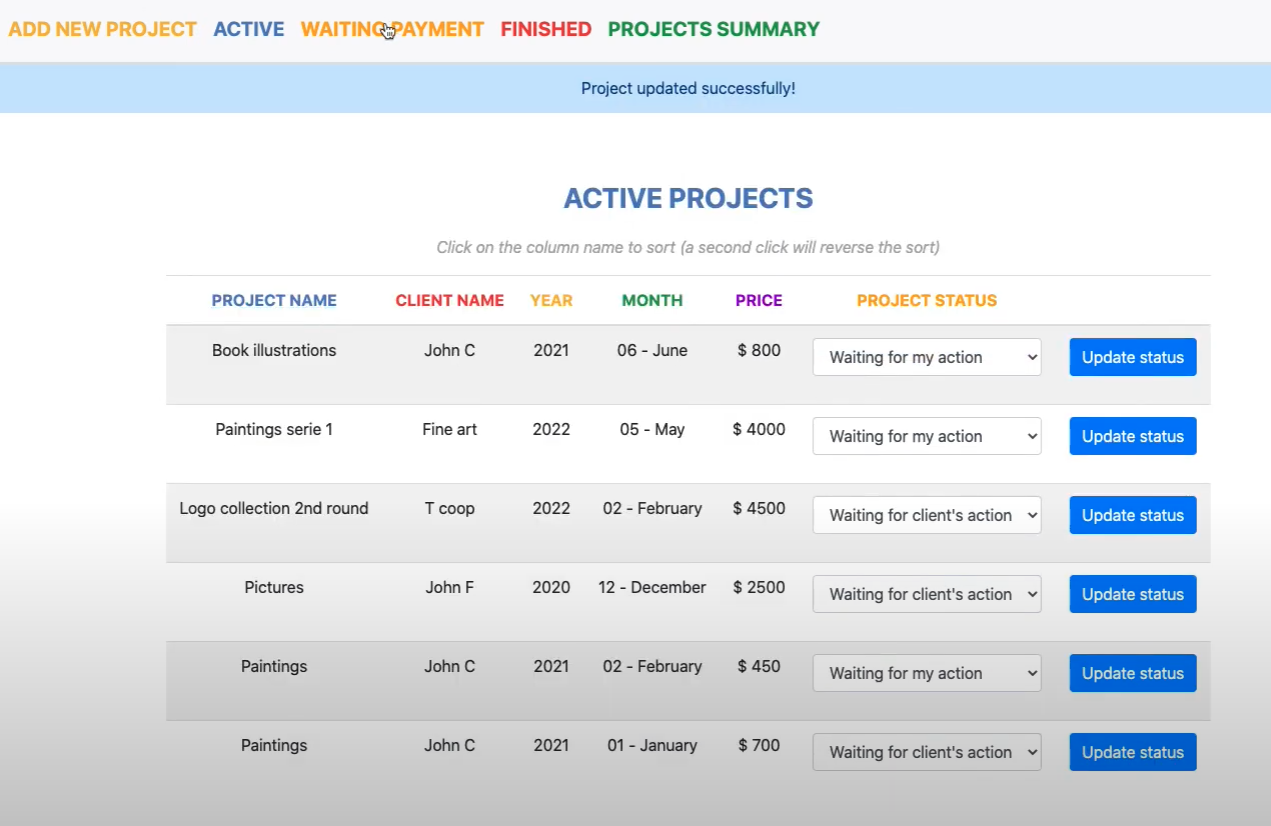 ADD NEW PROJECT ACTIVE WAITING PAYMENT FINISHED PROJECTS SUMMARY
Project updated successfully!
ACTIVE PROJECTS
Click on the column name to sort (a second click will reverse the sort)
PROJECT NAME CLIENT NAME YEAR MONTH PRICE PROJECT STATUS
Book illustrations John C 2021 06 - June $ 800 Waiting for my action Update status
Paintings serie 1 Fine art 2022 05 - May $ 4000 Waiting for my action Update status
Logo collection 2nd round T coop 2022 02 - February $ 4500 Waiting for client's action Update status
Pictures John F 2020 12 - December $ 2500 Waiting for client's action Update status
Paintings John C 2021 02 - February $ 450 Waiting for my action Update status
Paintings John C 2021 01 - January $ 700 Waiting for client's action Update status